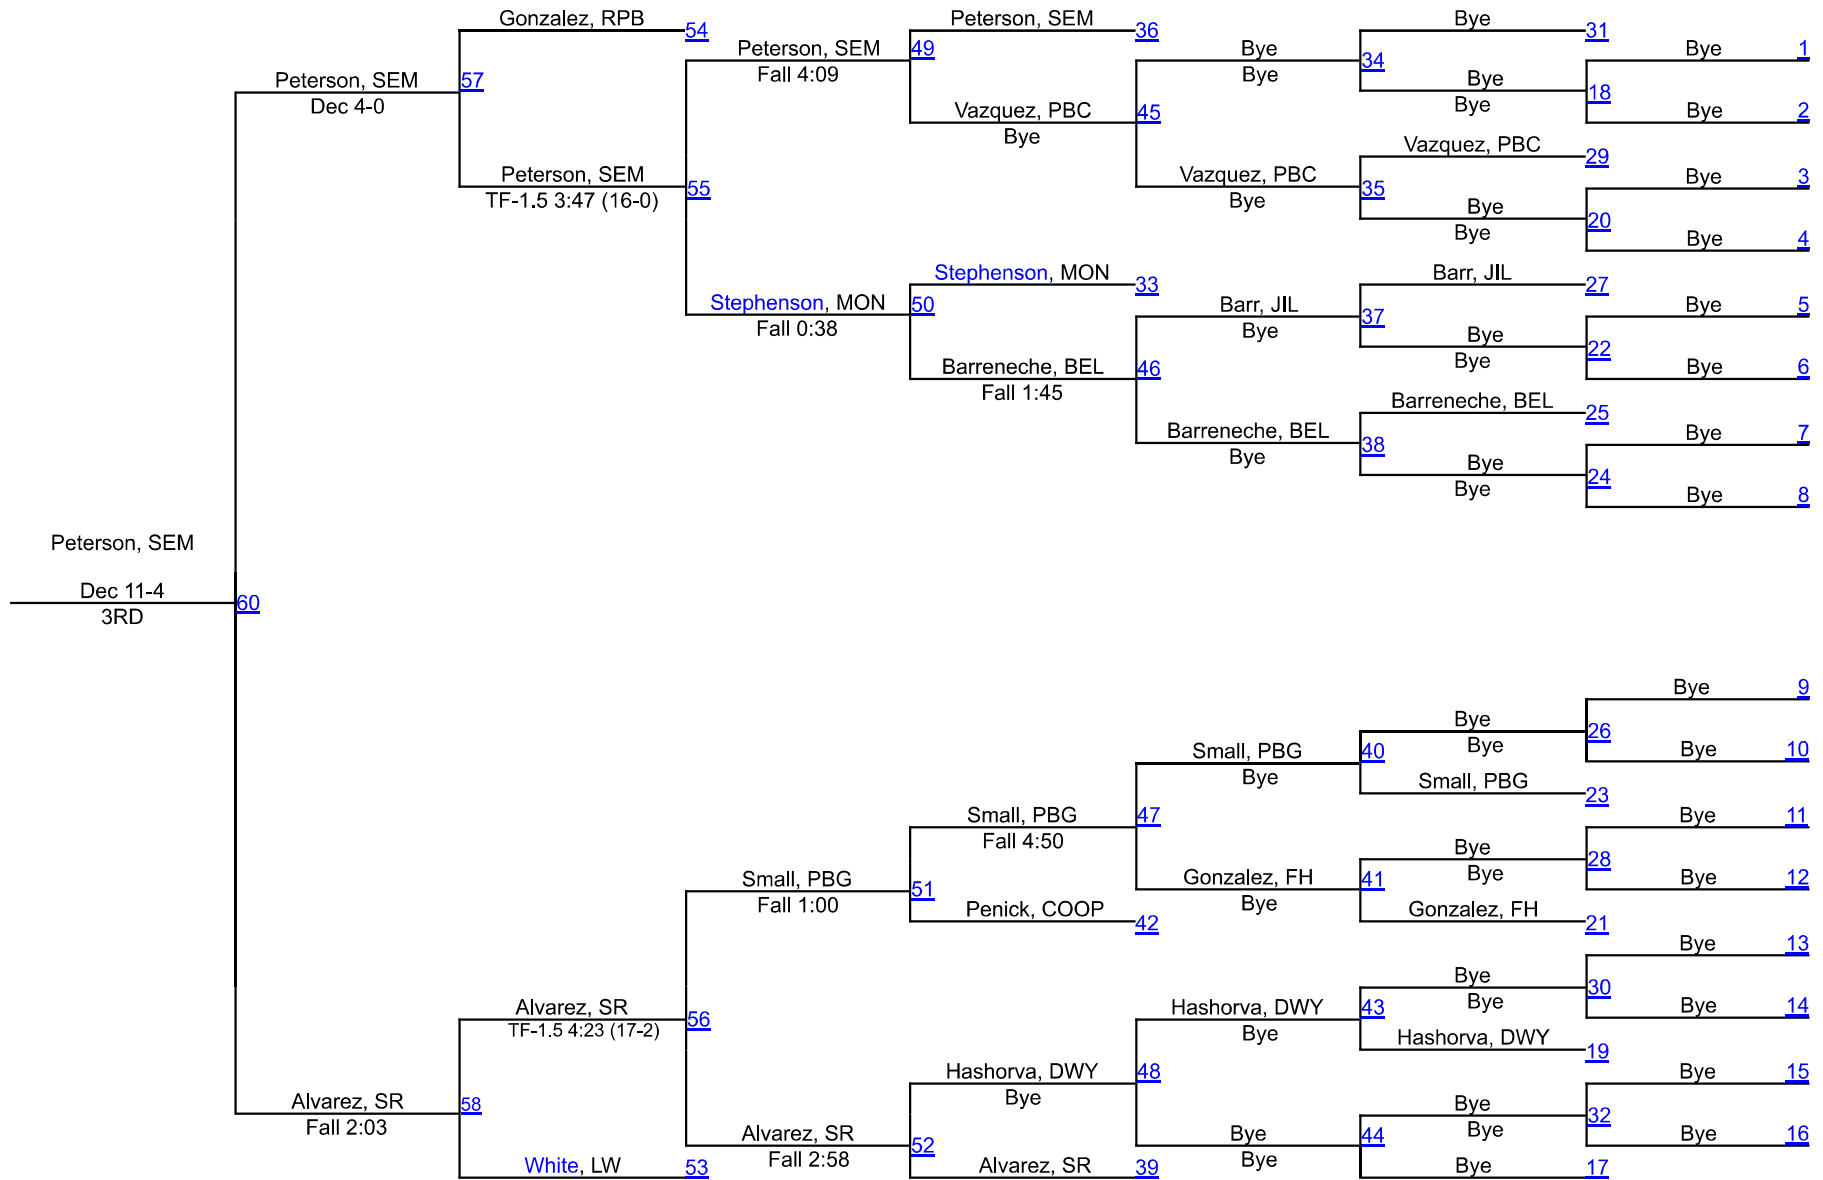 Gonzalez, RPB
54
Peterson, SEM
36
Bye
31
Peterson, SEM
Fall 4:09
49
Bye
Bye
34
Bye
1
Peterson, SEM
Dec 4-0
57
Bye
Bye
18
Vazquez, PBC
Bye
45
Bye
2
Vazquez, PBC
29
Peterson, SEM
TF-1.5 3:47 (16-0)
55
Vazquez, PBC
Bye
35
Bye
3
Bye
Bye
20
Bye
4
Stephenson, MON
33
Barr, JIL
27
Stephenson, MON
Fall 0:38
50
Barr, JIL
Bye
37
Bye
5
Bye
Bye
22
Barreneche, BEL
Fall 1:45
46
Bye
6
Barreneche, BEL
25
Barreneche, BEL
Bye
38
Bye
7
Bye
Bye
24
Bye
8
Peterson, SEM
Dec 11-4
3RD
60
Bye
9
Bye
Bye
26
Small, PBG
Bye
40
Bye
10
Small, PBG
23
Small, PBG
Fall 4:50
47
Bye
11
Bye
Bye
28
Small, PBG
Fall 1:00
51
Gonzalez, FH
Bye
41
Bye
12
Penick, COOP
42
Gonzalez, FH
21
Bye
13
Bye
Bye
30
Alvarez, SR
TF-1.5 4:23 (17-2)
56
Hashorva, DWY
Bye
43
Bye
14
Hashorva, DWY
19
Hashorva, DWY
Bye
48
Bye
15
Alvarez, SR
Fall 2:03
58
Bye
Bye
32
Alvarez, SR
Fall 2:58
52
Bye
Bye
44
Bye
16
White, LW
53
Alvarez, SR
39
Bye
17